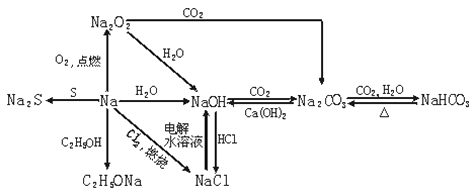 Na₂O₂
CO₂
O₂,点燃
H₂O
Na₂S
S
Na
H₂O
NaOH
CO₂
Ca(OH)₂
Na₂CO₃
CO₂,H₂O
△
NaHCO₃
C₂H₅OH
Cl₂,燃烧
电解
水溶液
HCl
C₂H₅ONa
NaCl